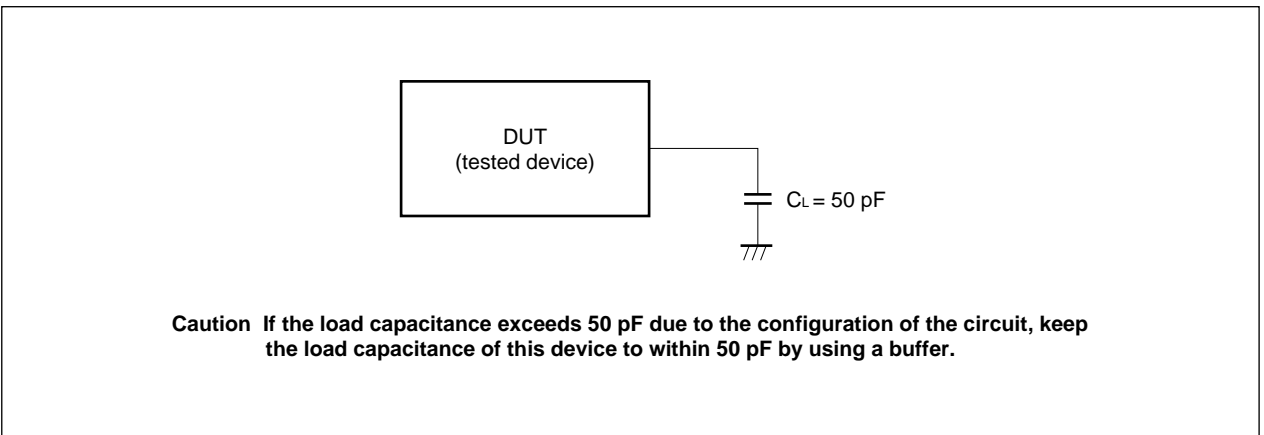 DUT
(tested device)
CL = 50 pF
Caution If the load capacitance exceeds 50 pF due to the configuration of the circuit, keep
the load capacitance of this device to within 50 pF by using a buffer.